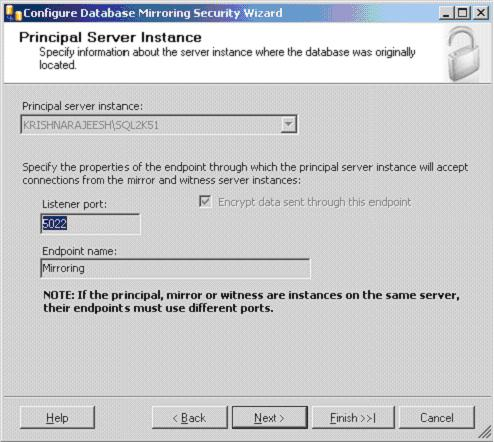 Configure Database Mirroring Security Wizard
Principal Server Instance
Specify information about the server instance where the database was originally
located.
Principal server instance:
KRISHNARAJEESH\SQL2K51
Specify the properties of the endpoint through which the principal server instance will accept
connections from the mirror and witness server instances:
Listener port:
Encrypt data sent through this endpoint
5022
Endpoint name:
Mirroring
NOTE: If the principal, mirror or witness are instances on the same server,
their endpoints must use different ports.
Help
< Back
Next >
Finish >>|
Cancel